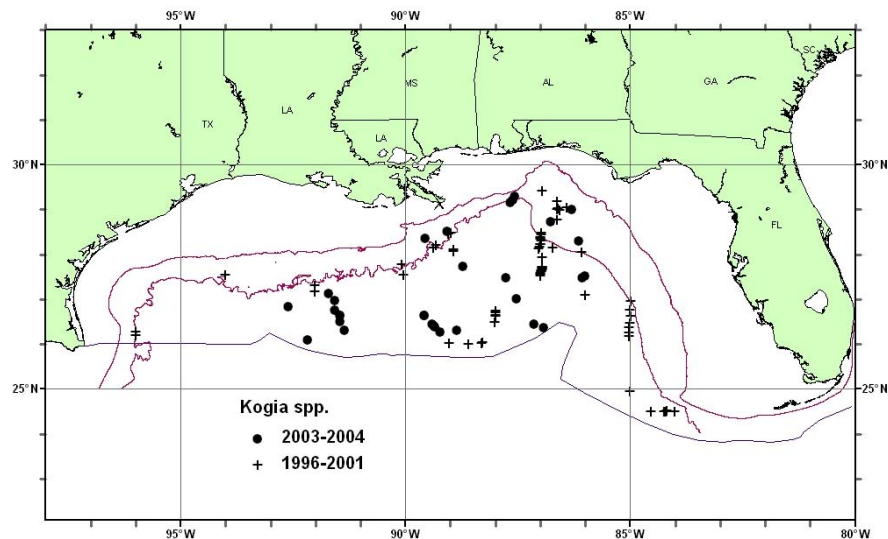 95°W 90°W 85°W
SC
MS AL GA
LA
TX
LA
30°N 30°N
FL
25°N 25°N
Kogia spp.
2003-2004
1996-2001
95°W 90°W 85°W 80°W